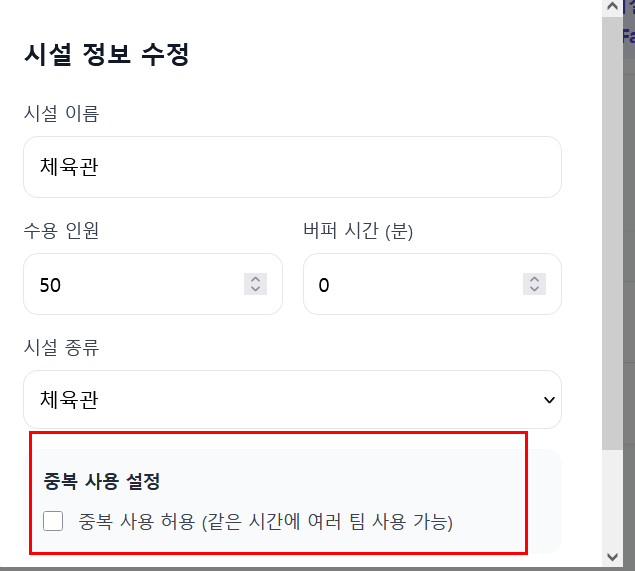 시설 정보 수정
시설 이름
체육관
수용 인원
버퍼 시간 (분)
50
0
시설 종류
체육관
중복 사용 설정
중복 사용 허용 (같은 시간에 여러 팀 사용 가능)